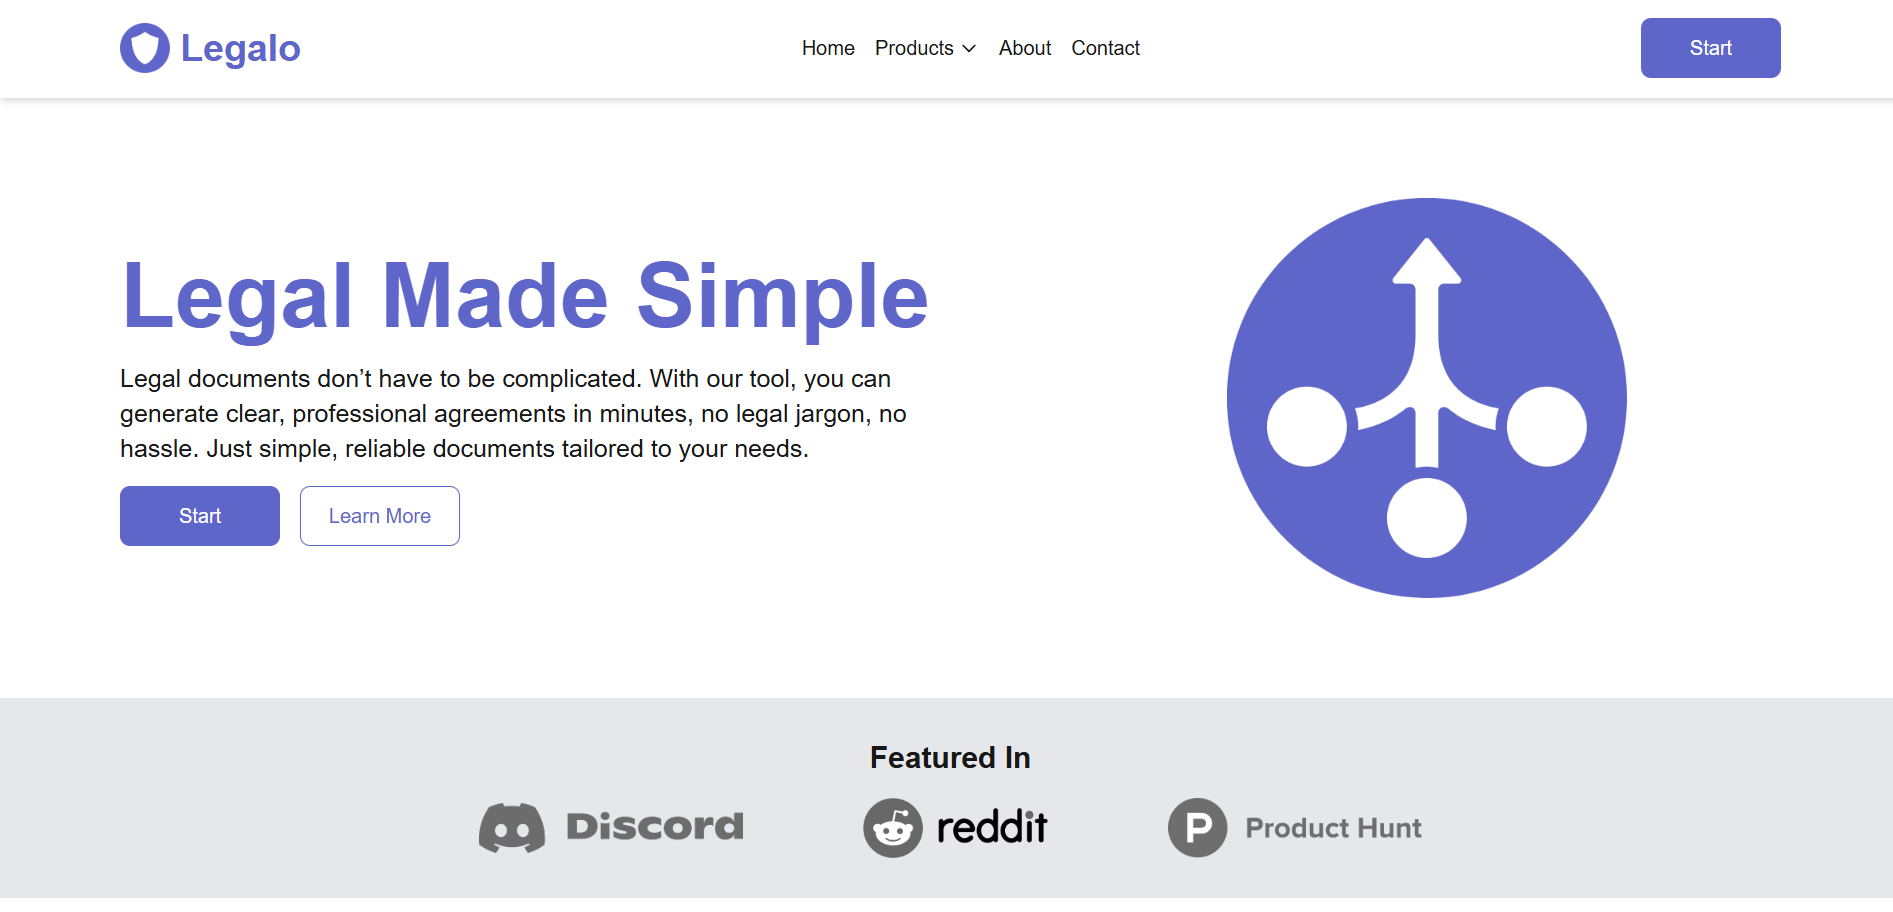 Legalo
Home
Products
About
Contact
Start
Legal Made Simple
Legal documents don’t have to be complicated. With our tool, you can
generate clear, professional agreements in minutes, no legal jargon, no
hassle. Just simple, reliable documents tailored to your needs.
Start
Learn More
Featured In
Discord
reddit
P
Product Hunt